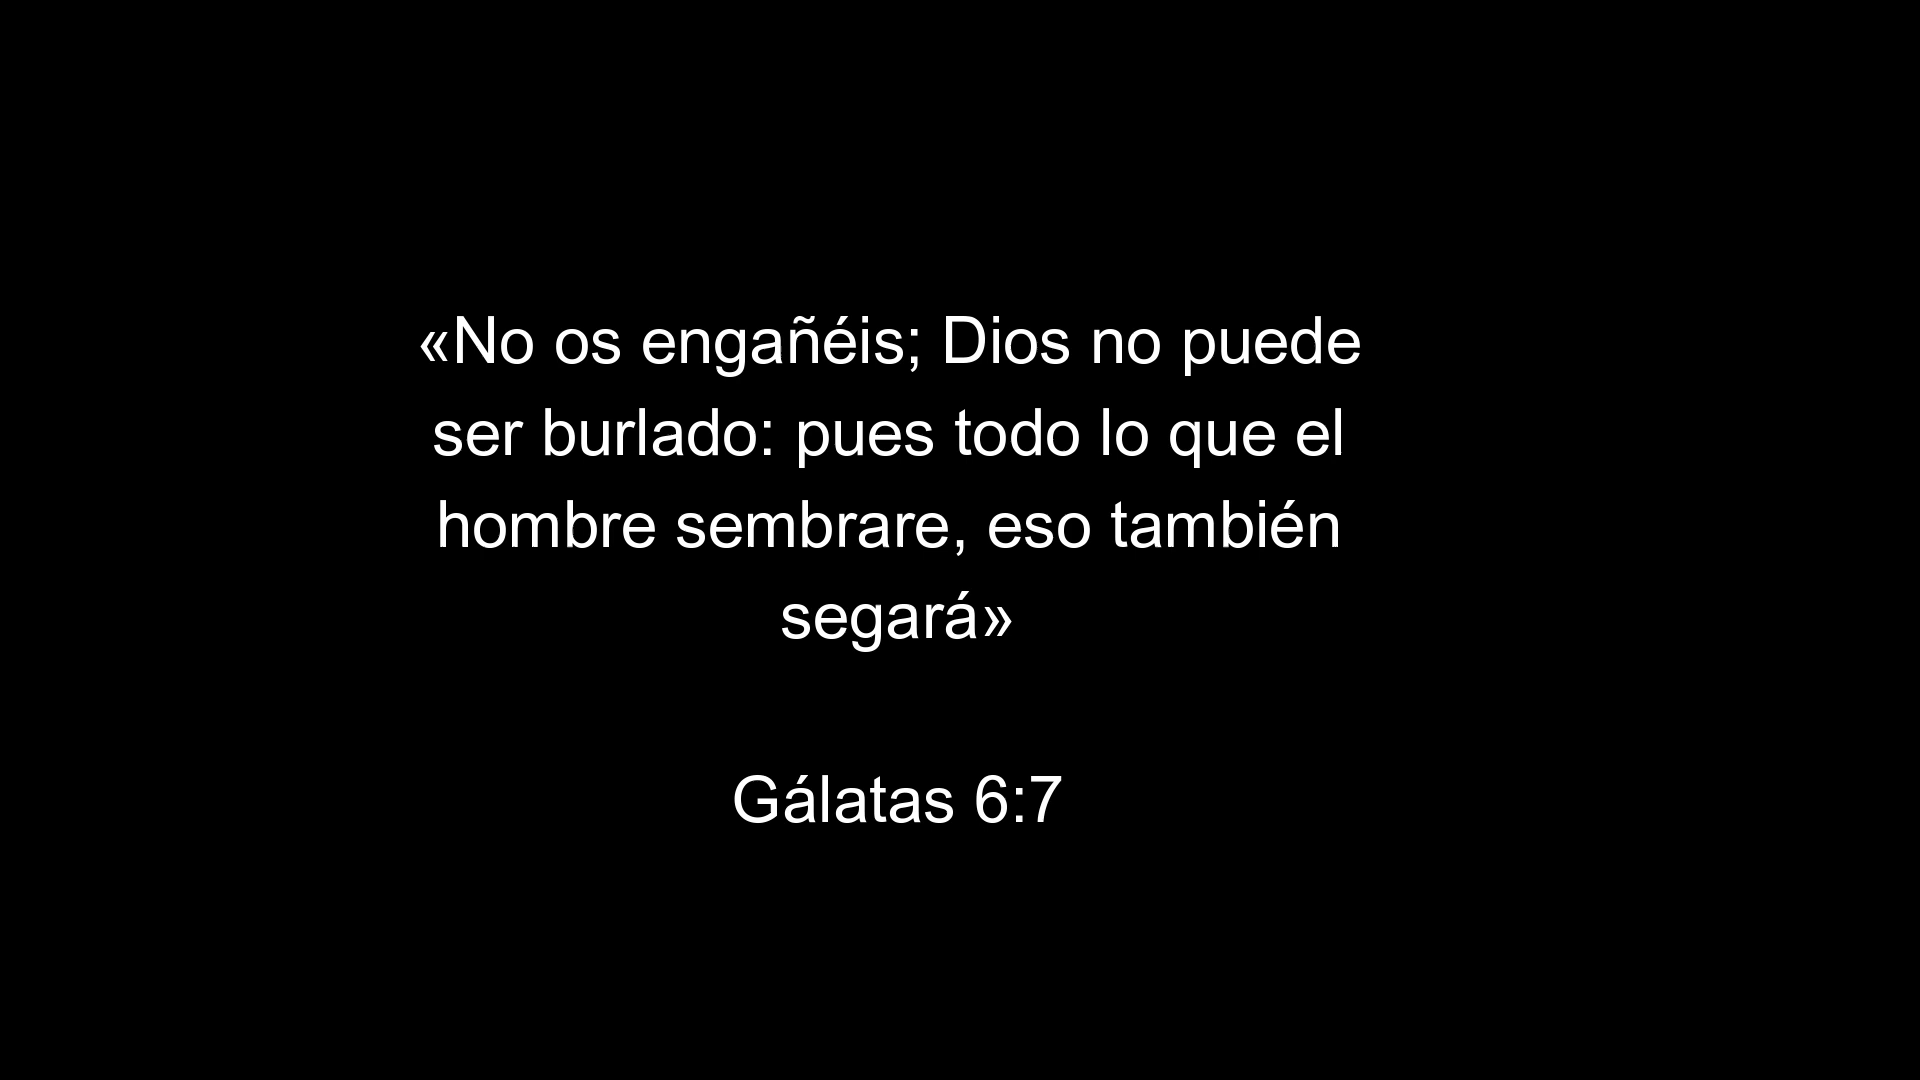 «No os engañéis; Dios no puede
ser burlado: pues todo lo que el
hombre sembrare, eso también
segará»
Gálatas 6:7